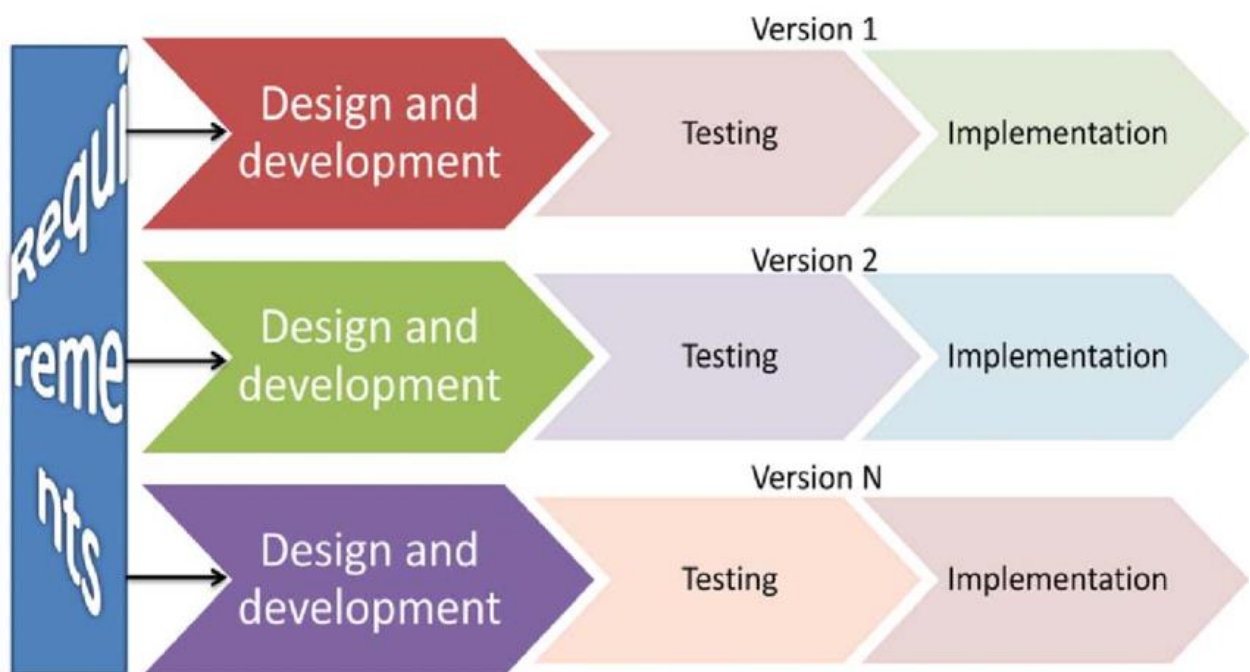 Requi
reme
nts
Version 1
Design and
development
Testing
Implementation
Version 2
Design and
development
Testing
Implementation
Version N
Design and
development
Testing
Implementation